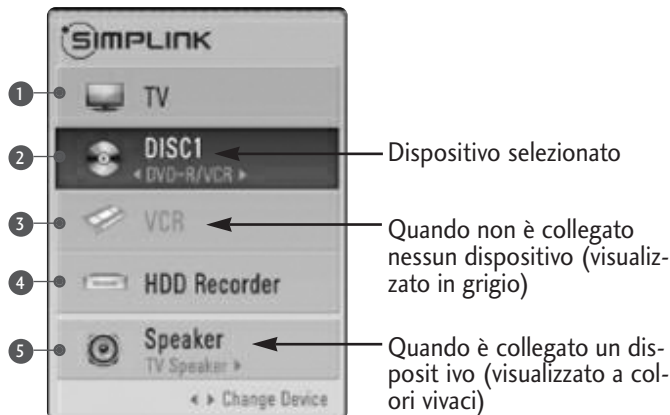 SIMPLINK
1 TV
2 DISC1
◄ DVD-R/VCR ►
Dispositivo selezionato
3 VCR
Quando non è collegato
nessun dispositivo (visualiz-
zato in grigio)
4 HDD Recorder
5 Speaker
TV Speaker ►
Quando è collegato un dis-
posit ivo (visualizzato a col-
ori vivaci)
◄ ► Change Device